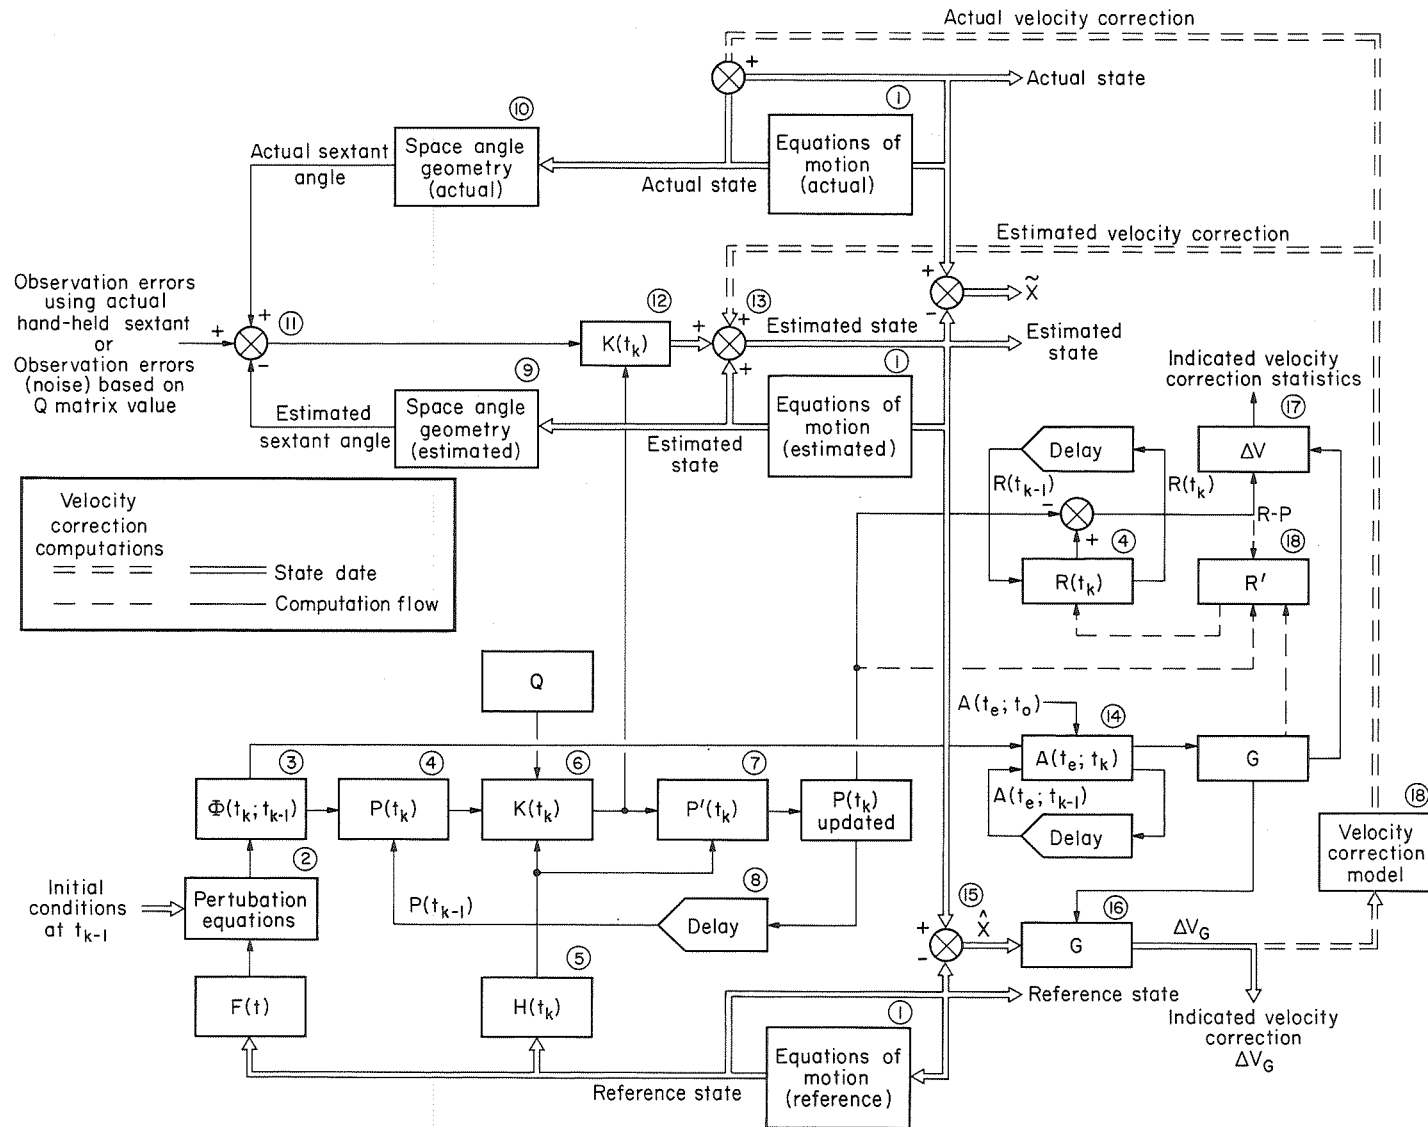 Actual velocity correction
+
Actual state
①
⑩
Space angle
geometry
(actual)
Equations of
motion
(actual)
Actual sextant
angle
Actual state
Estimated velocity correction
Observation errors
using actual
hand-held sextant
or
Observation errors
(noise) based on
Q matrix value
+
+
-
⑪
⑫
K(tₖ)
⑬
+
+
+
Estimated state
+
-
X̃
Estimated
state
①
Equations of
motion
(estimated)
⑨
Space angle
geometry
(estimated)
Estimated
sextant angle
Estimated
state
Indicated velocity
correction statistics
⑰
ΔV
Delay
R(tₖ₋₁)
R(tₖ)
-
+
R-P
④
R(tₖ)
⑱
R'
Velocity
correction
computations
State date
Computation flow
Q
A(tₑ; t₀)
⑭
A(tₑ; tₖ)
G
A(tₑ; tₖ₋₁)
Delay
③
Φ(tₖ; tₖ₋₁)
④
P(tₖ)
⑥
K(tₖ)
⑦
P'(tₖ)
P(tₖ)
updated
⑱
Velocity
correction
model
②
Initial
conditions
at tₖ₋₁
Pertubation
equations
P(tₖ₋₁)
⑧
Delay
⑮
+
-
X̂
⑯
G
ΔV_G
F(t)
⑤
H(tₖ)
Reference state
①
Equations of
motion
(reference)
Reference state
Indicated velocity
correction
ΔV_G